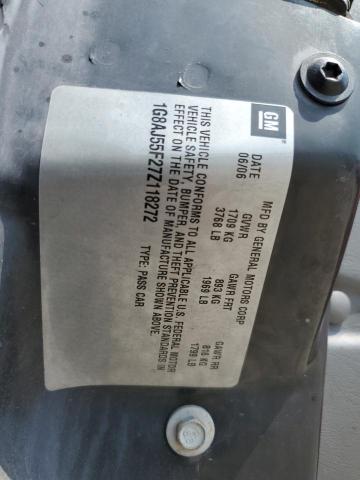 GM
MFD BY GENERAL MOTORS CORP
DATE GVWR GAWR FRT GAWR RR
06/06 1709 KG 893 KG 816 KG
3768 LB 1969 LB 1799 LB
THIS VEHICLE CONFORMS TO ALL APPLICABLE U.S. FEDERAL MOTOR
VEHICLE SAFETY, BUMPER, AND THEFT PREVENTION STANDARDS IN
EFFECT ON THE DATE OF MANUFACTURE SHOWN ABOVE.
1G8AJ55F27Z118272 TYPE: PASS CAR